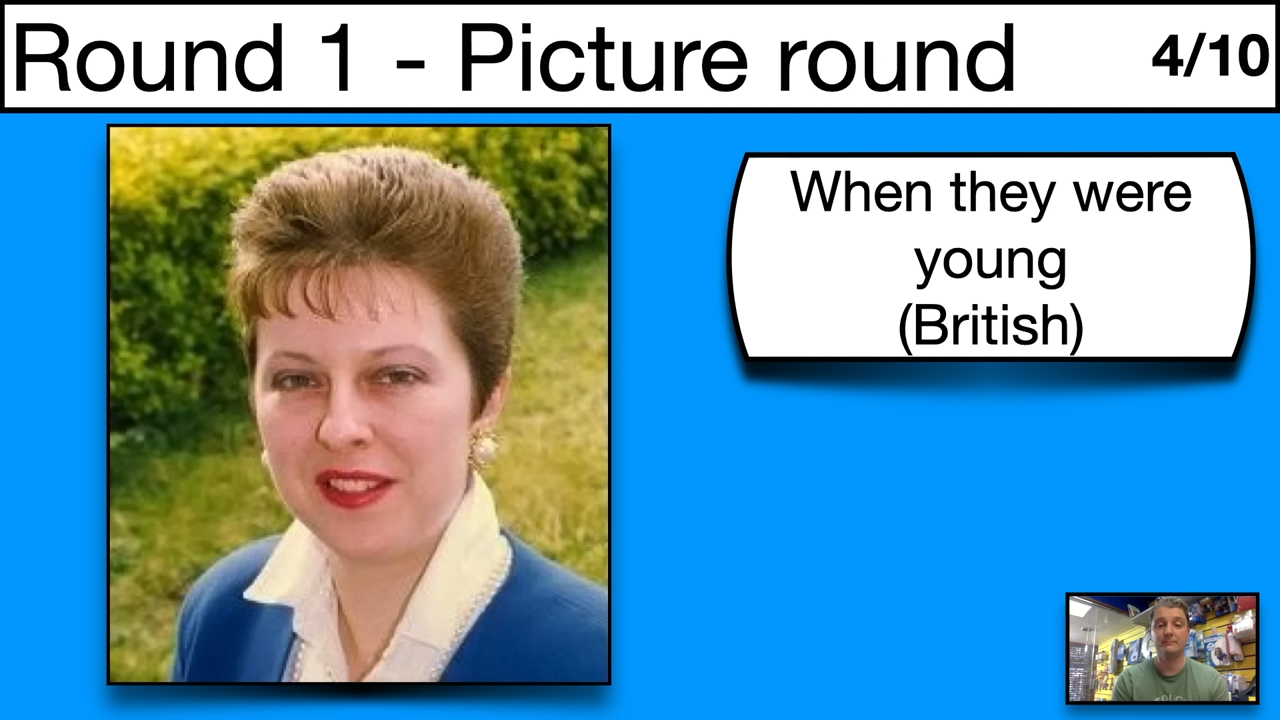 Round 1 - Picture round
4/10
When they were
young
(British)